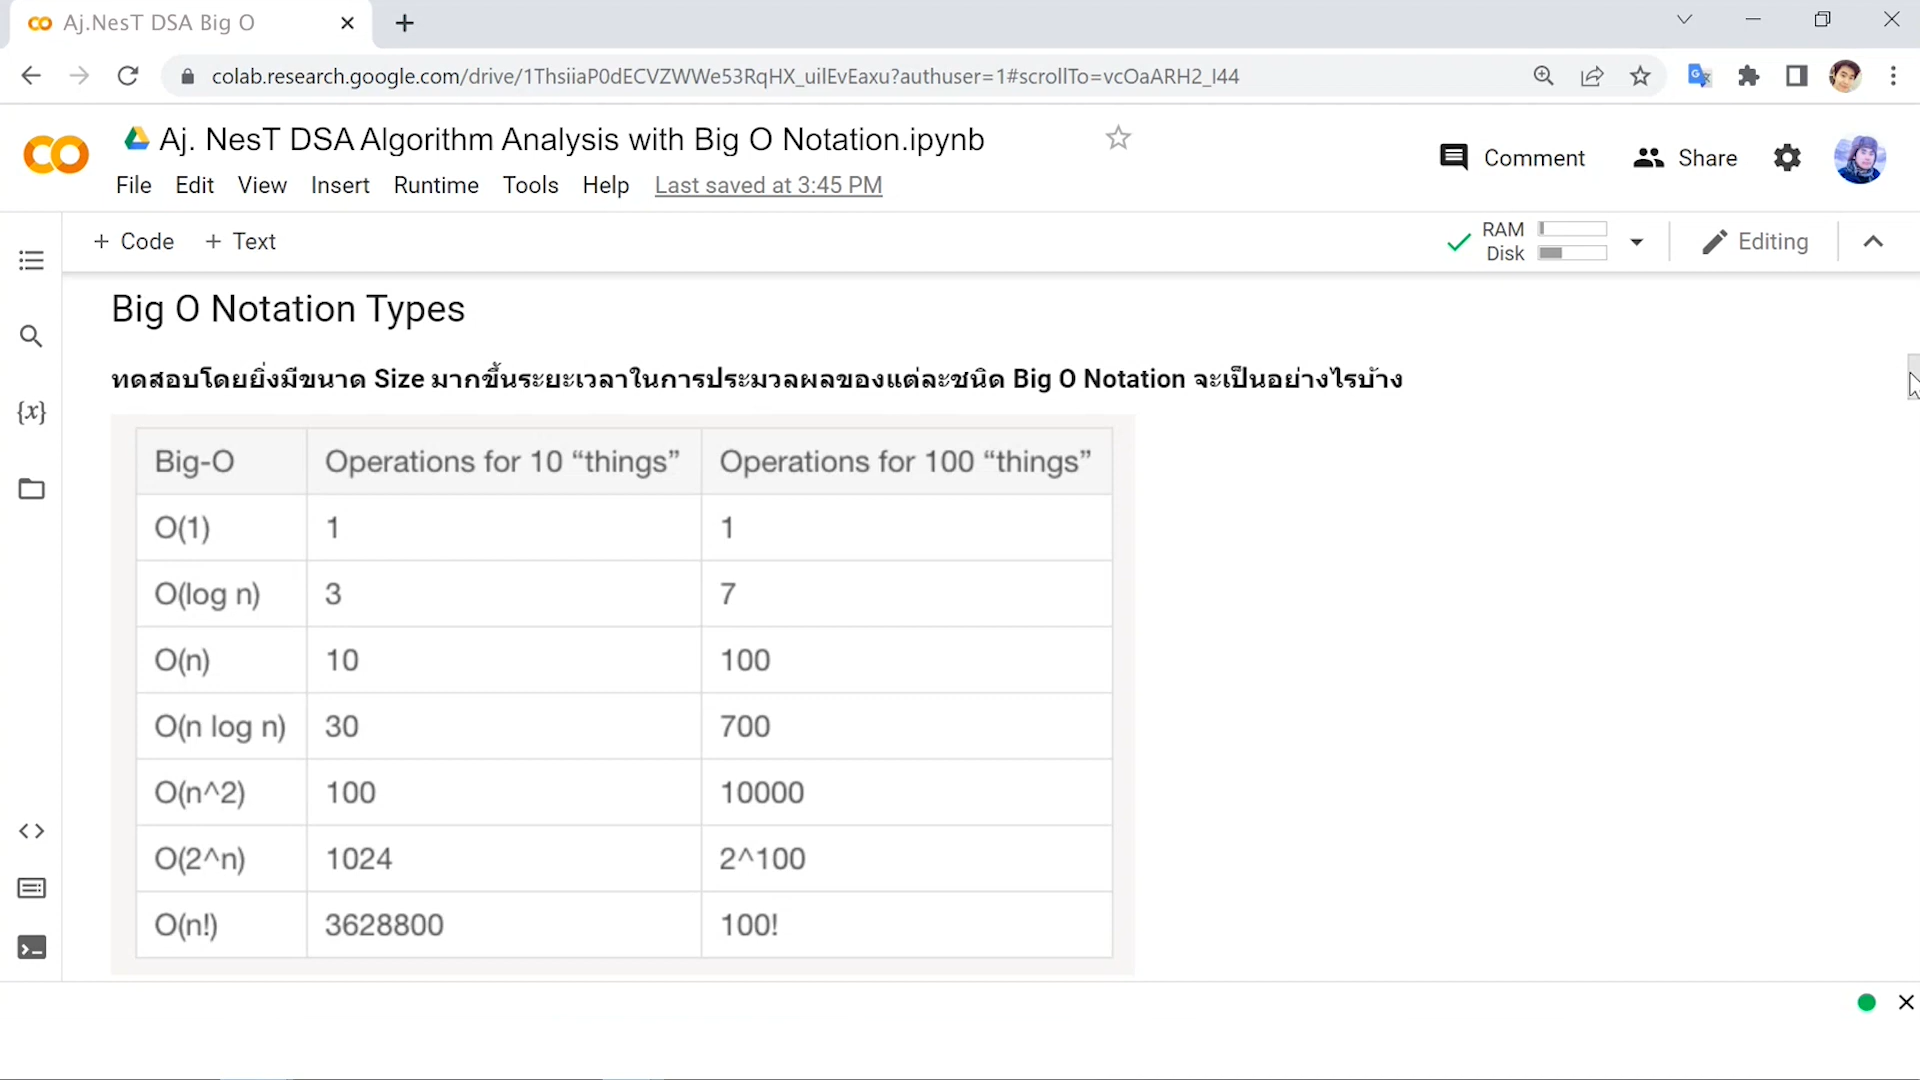 Aj.NesT DSA Big O
colab.research.google.com/drive/1ThsiiaP0dECVZWWe53RqHX_uilEvEaxu?authuser=1#scrollTo=vcOaARH2_l44
Aj. NesT DSA Algorithm Analysis with Big O Notation.ipynb
Comment Share
File Edit View Insert Runtime Tools Help Last saved at 3:45 PM
+ Code + Text
RAM
Disk
Editing
Big O Notation Types
ทดสอบโดยยิ่งมีขนาด Size มากขึ้นระยะเวลาในการประมวลผลของแต่ละชนิด Big O Notation จะเป็นอย่างไรบ้าง
Big-O Operations for 10 “things” Operations for 100 “things”
O(1) 1 1
O(log n) 3 7
O(n) 10 100
O(n log n) 30 700
O(n^2) 100 10000
O(2^n) 1024 2^100
O(n!) 3628800 100!